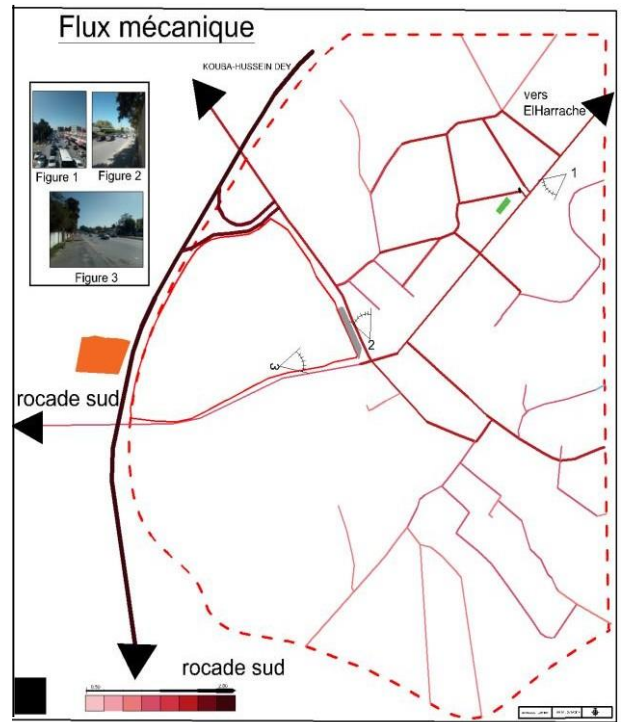 Flux mécanique
KOUBA-HUSSEIN DEY
vers
ElHarrache
Figure 1
Figure 2
Figure 3
1
2
3
rocade sud
rocade sud